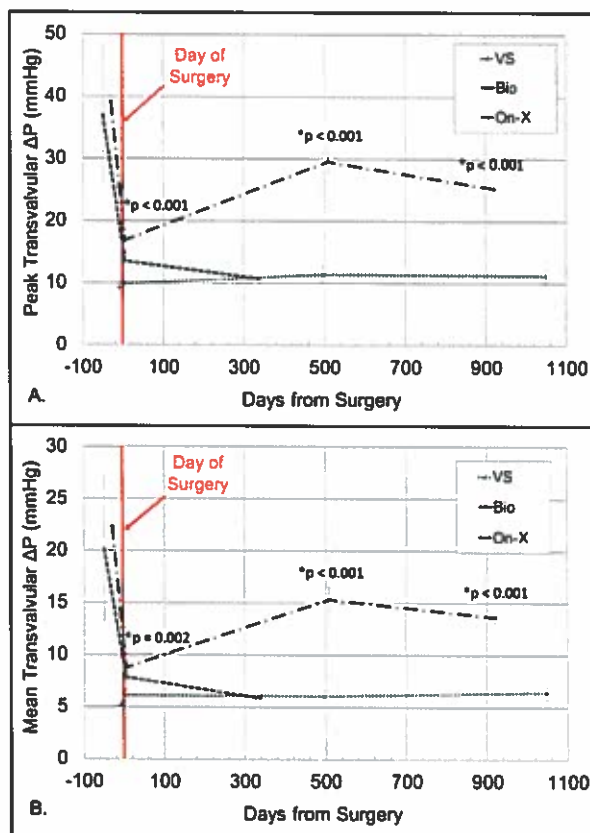 50
40
30
20
10
0
Peak Transvalvular ΔP (mmHg)
Day of
Surgery
VS
Bio
On-X
*p < 0.001
*p < 0.001
*p < 0.001
-100 100 300 500 700 900 1100
A.
Days from Surgery
30
25
20
15
10
5
0
Mean Transvalvular ΔP (mmHg)
Day of
Surgery
VS
Bio
On-X
*p = 0.002
*p < 0.001
*p < 0.001
-100 100 300 500 700 900 1100
B.
Days from Surgery